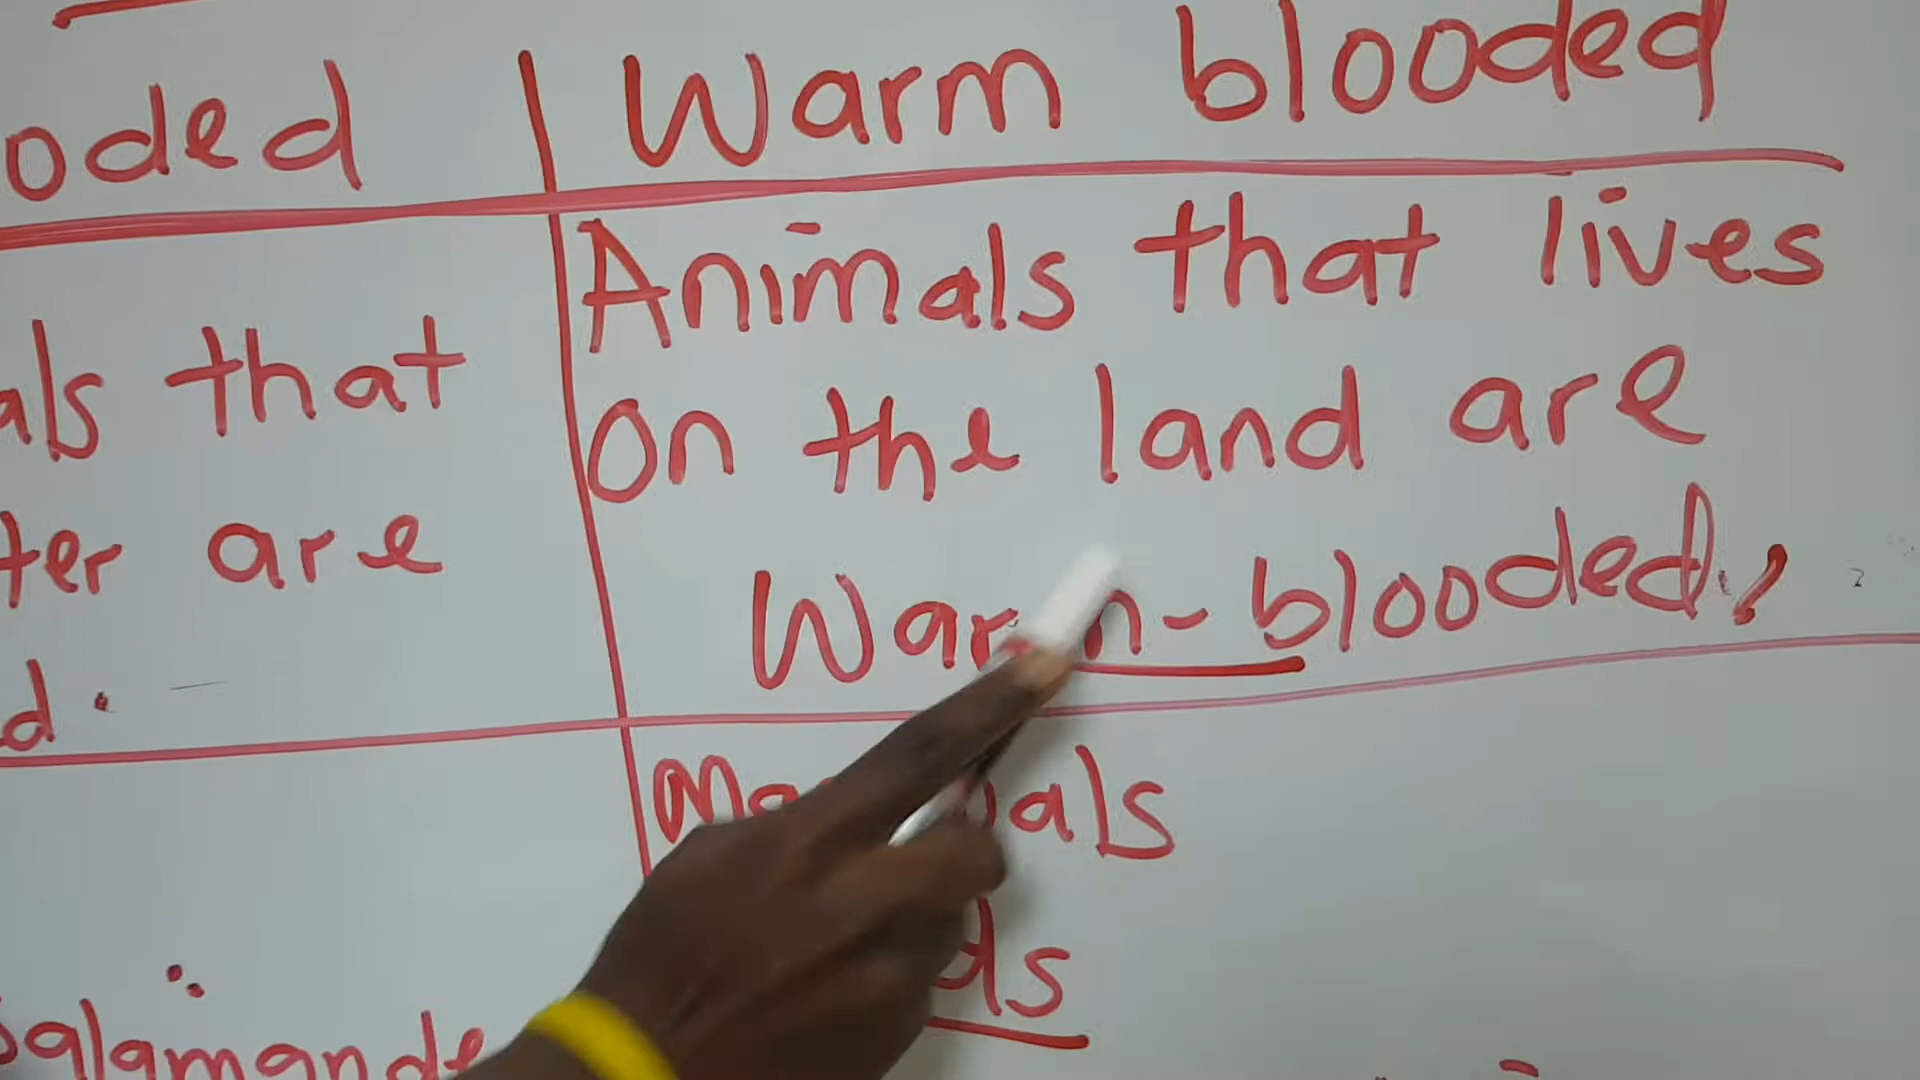 oded | Warm blooded
Animals that lives
als that
on the land are
ter are
Warm-blooded,
d.
als
ds
salamande